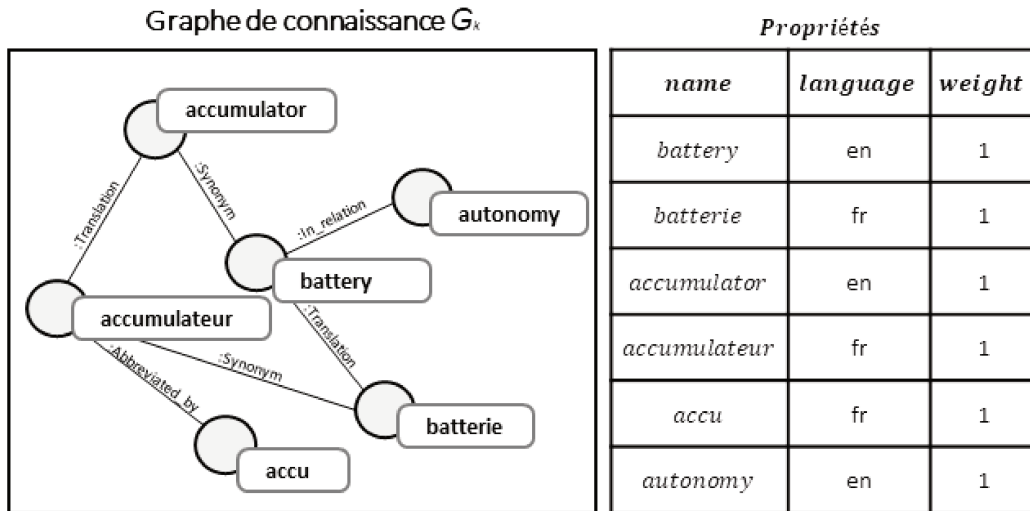 Graphe de connaissance Gk
accumulator
:Translation
:Synonym
:In_relation
autonomy
battery
accumulateur
:Translation
:Abbreviated_by
:Synonym
batterie
accu
Propriétés
name language weight
battery en 1
batterie fr 1
accumulator en 1
accumulateur fr 1
accu fr 1
autonomy en 1